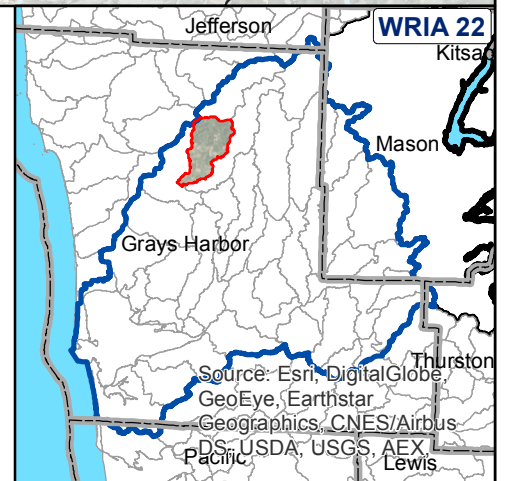 Jefferson
WRIA 22
Kitsap
Mason
Grays Harbor
Thurston
Source: Esri, DigitalGlobe,
GeoEye, Earthstar
Geographics, CNES/Airbus
DS, USDA, USGS, AEX,
Pacific
Lewis